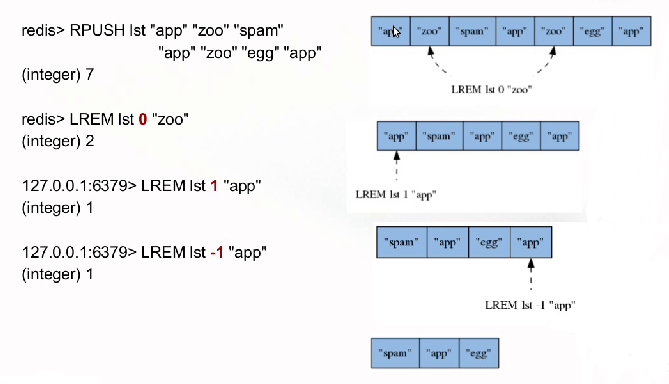 redis> RPUSH lst "app" "zoo" "spam"
"app" "zoo" "egg" "app"
(integer) 7
redis> LREM lst 0 "zoo"
(integer) 2
127.0.0.1:6379> LREM lst 1 "app"
(integer) 1
127.0.0.1:6379> LREM lst -1 "app"
(integer) 1
"app" "zoo" "spam" "app" "zoo" "egg" "app"
LREM lst 0 "zoo"
"app" "spam" "app" "egg" "app"
LREM lst 1 "app"
"spam" "app" "egg" "app"
LREM lst -1 "app"
"spam" "app" "egg"